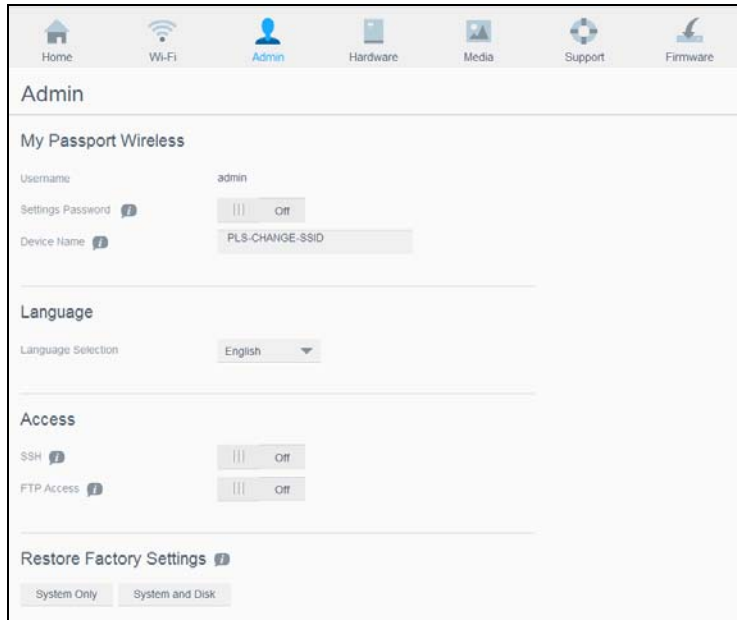 Home Wi-Fi Admin Hardware Media Support Firmware
Admin
My Passport Wireless
Username admin
Settings Password i Off
Device Name i PLS-CHANGE-SSID
Language
Language Selection English
Access
SSH i Off
FTP Access i Off
Restore Factory Settings i
System Only System and Disk